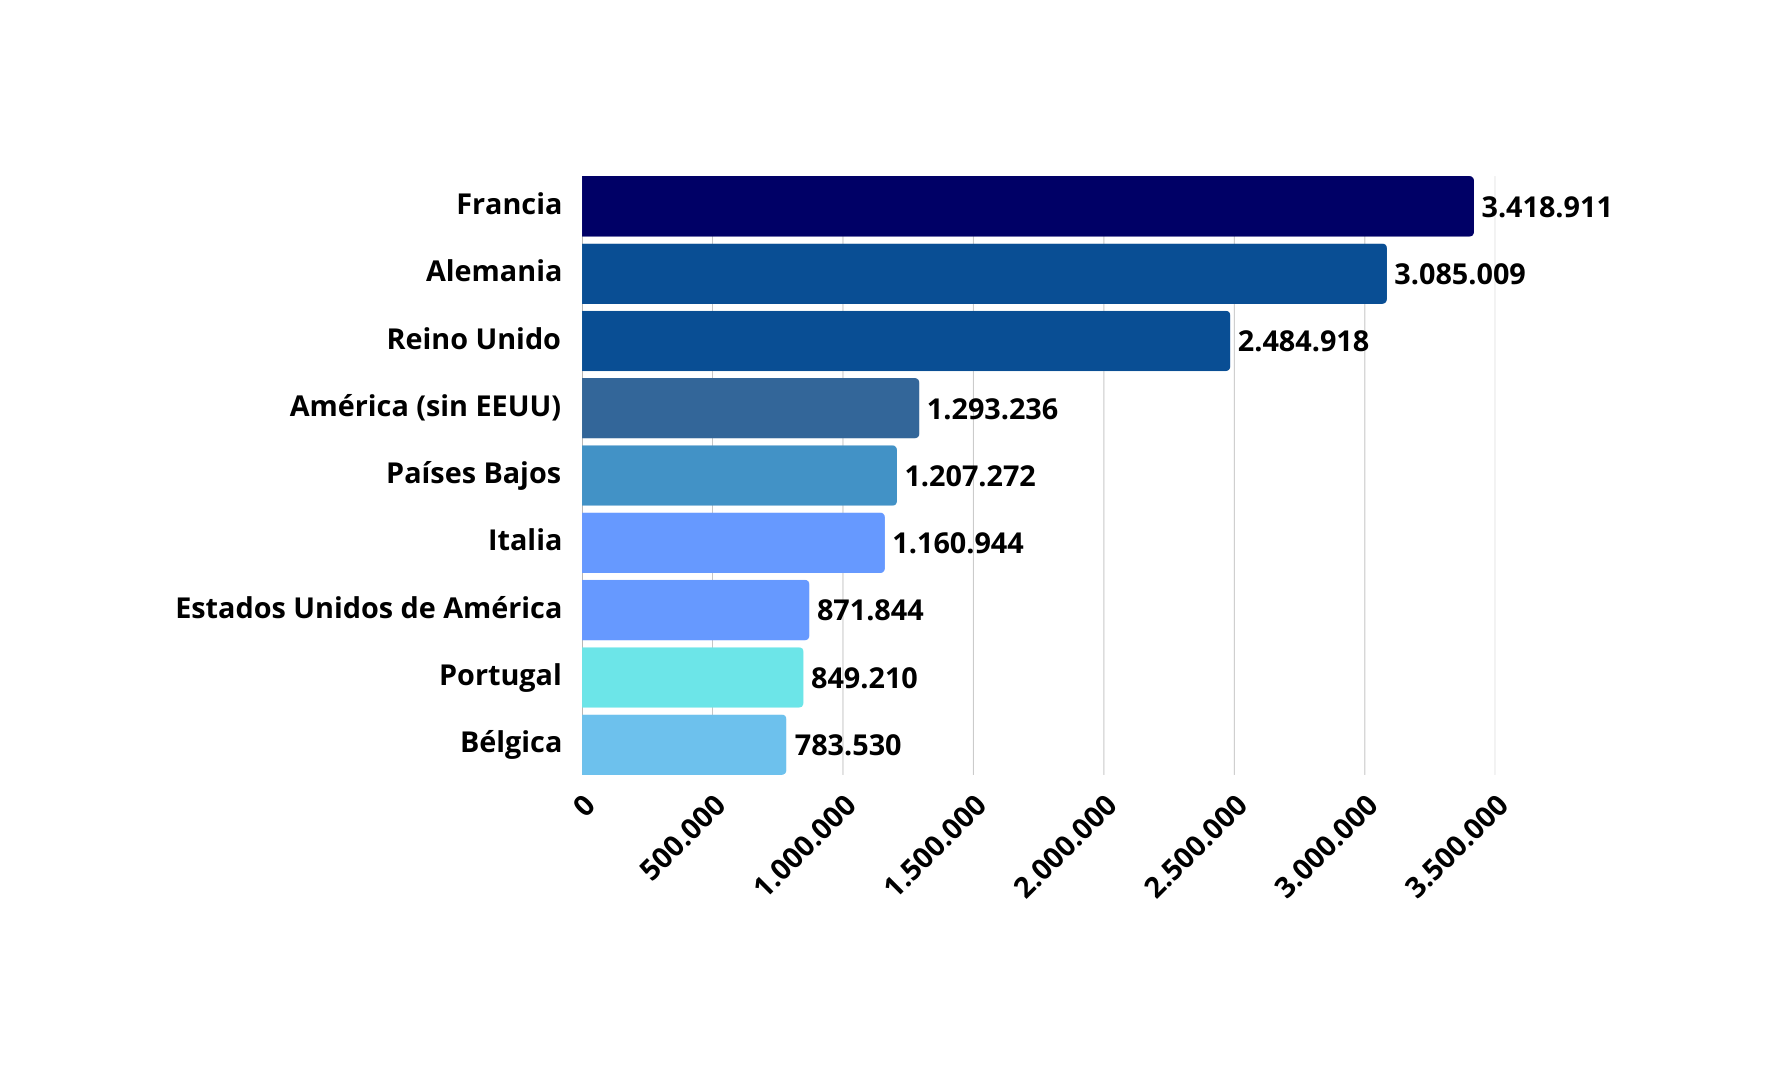 Francia 3.418.911
Alemania 3.085.009
Reino Unido 2.484.918
América (sin EEUU) 1.293.236
Países Bajos 1.207.272
Italia 1.160.944
Estados Unidos de América 871.844
Portugal 849.210
Bélgica 783.530
0 500.000 1.000.000 1.500.000 2.000.000 2.500.000 3.000.000 3.500.000